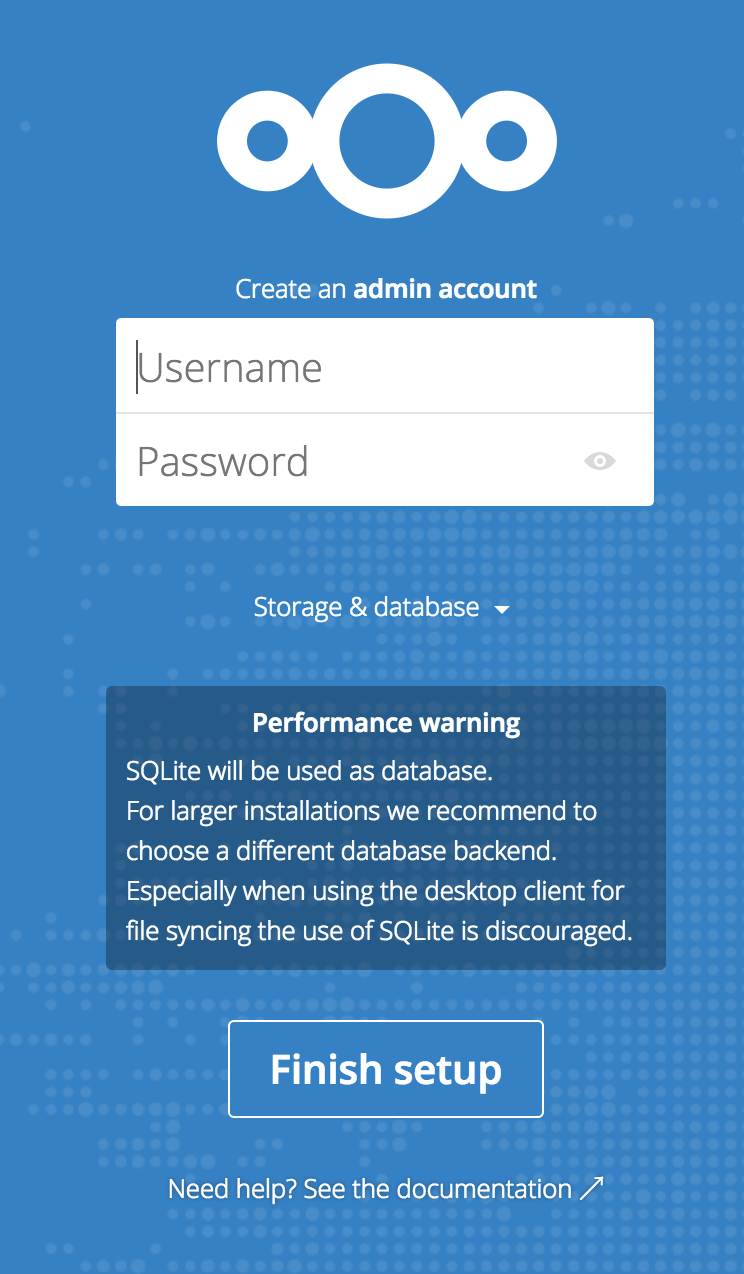 Create an admin account
Username
Password
Storage & database
Performance warning
SQLite will be used as database.
For larger installations we recommend to
choose a different database backend.
Especially when using the desktop client for
file syncing the use of SQLite is discouraged.
Finish setup
Need help? See the documentation